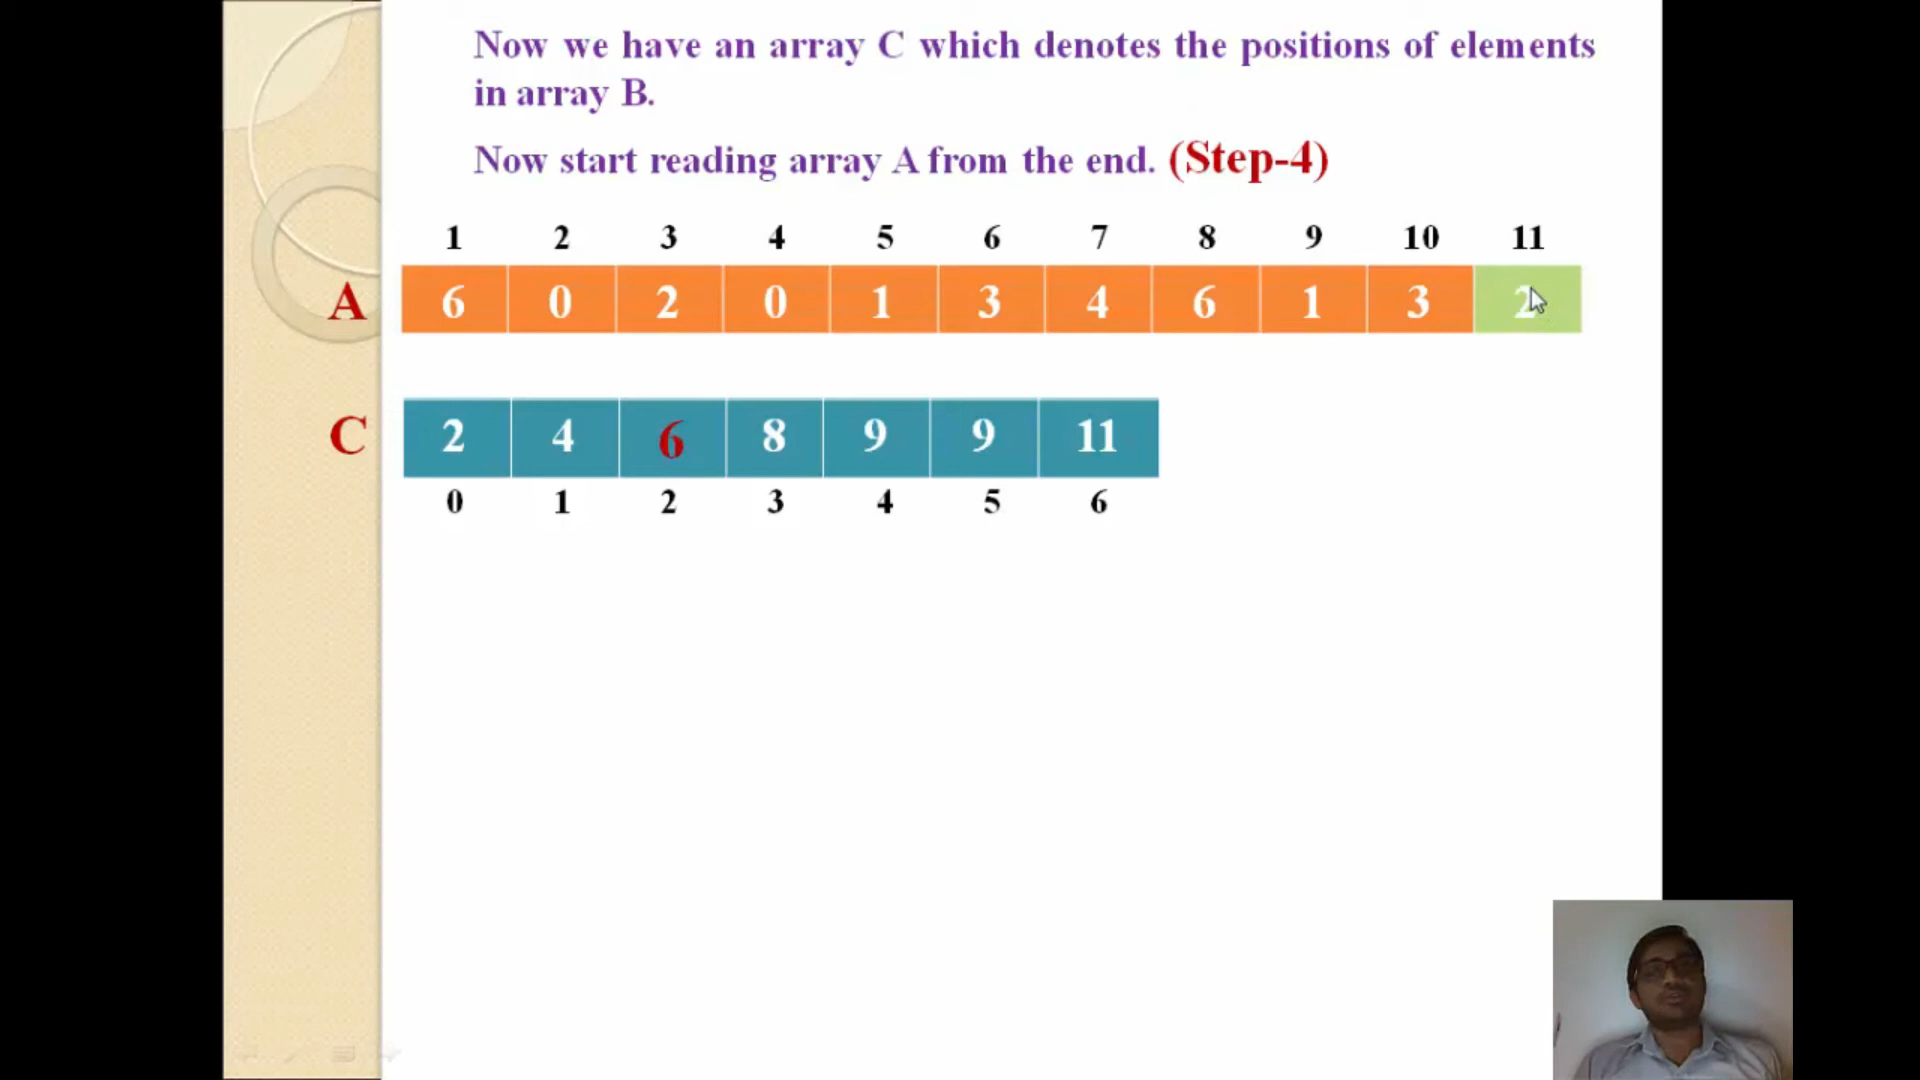 Now we have an array C which denotes the positions of elements
in array B.
Now start reading array A from the end. (Step-4)
1 2 3 4 5 6 7 8 9 10 11
A 6 0 2 0 1 3 4 6 1 3 2
C 2 4 6 8 9 9 11
0 1 2 3 4 5 6